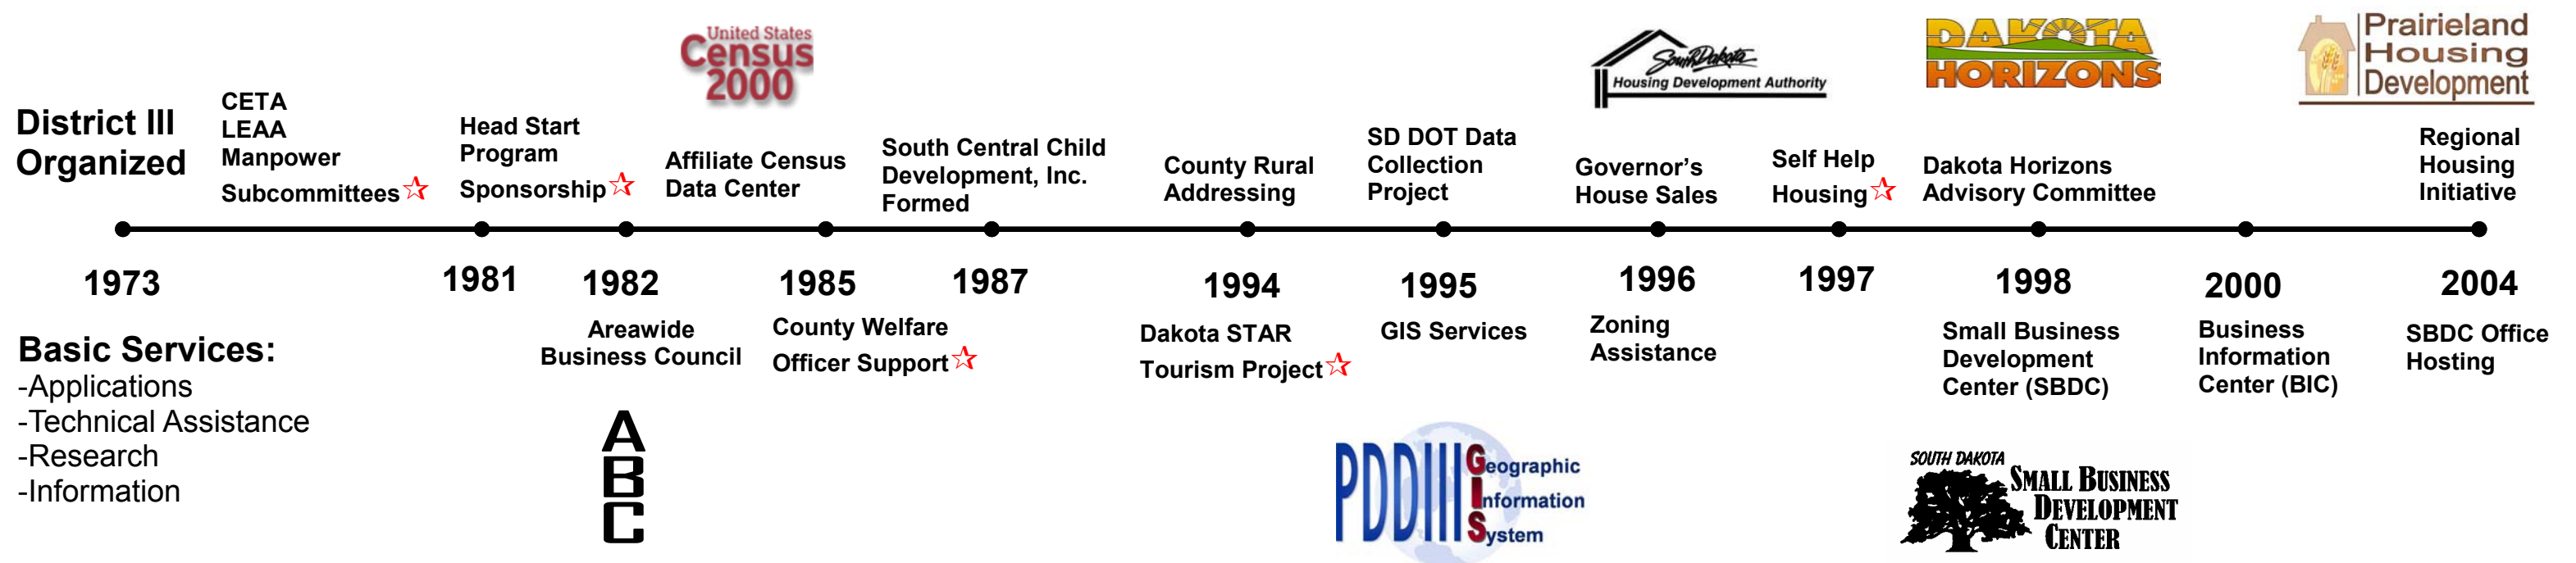 United States
Census
2000
South Dakota
Housing Development Authority
DAKOTA
HORIZONS
Prairieland
Housing
Development
District III
Organized
CETA
LEAA
Manpower
Subcommittees
Head Start
Program
Sponsorship
Affiliate Census
Data Center
South Central Child
Development, Inc.
Formed
County Rural
Addressing
SD DOT Data
Collection
Project
Governor's
House Sales
Self Help
Housing
Dakota Horizons
Advisory Committee
Regional
Housing
Initiative
1973
1981
1982
1985
1987
1994
1995
1996
1997
1998
2000
2004
Basic Services:
-Applications
-Technical Assistance
-Research
-Information
Areawide
Business Council
County Welfare
Officer Support
Dakota STAR
Tourism Project
GIS Services
Zoning
Assistance
Small Business
Development
Center (SBDC)
Business
Information
Center (BIC)
SBDC Office
Hosting
A
B
C
PDDIII
Geographic
Information
System
SOUTH DAKOTA
SMALL BUSINESS
DEVELOPMENT
CENTER